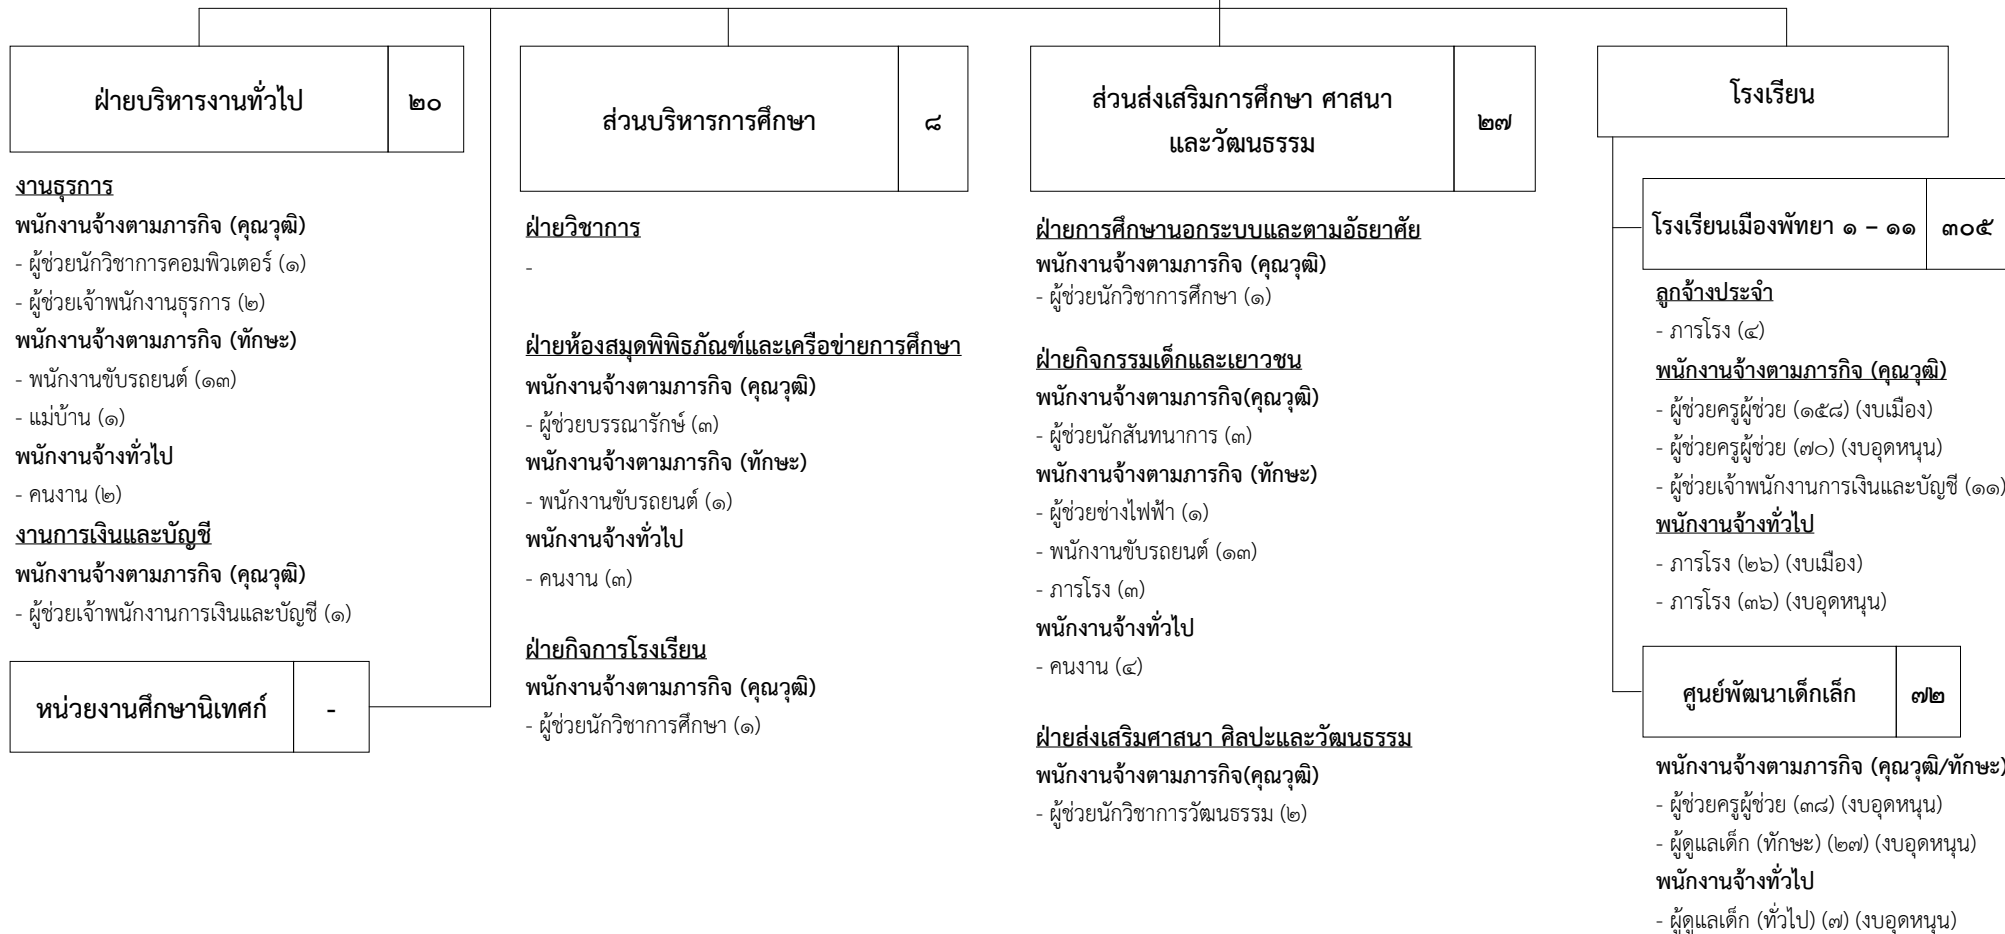 ฝ่ายบริหารงานทั่วไป
๒๐
งานธุรการ
พนักงานจ้างตามภารกิจ (คุณวุฒิ)
- ผู้ช่วยนักวิชาการคอมพิวเตอร์ (๑)
- ผู้ช่วยเจ้าพนักงานธุรการ (๒)
พนักงานจ้างตามภารกิจ (ทักษะ)
- พนักงานขับรถยนต์ (๑๓)
- แม่บ้าน (๑)
พนักงานจ้างทั่วไป
- คนงาน (๒)
งานการเงินและบัญชี
พนักงานจ้างตามภารกิจ (คุณวุฒิ)
- ผู้ช่วยเจ้าพนักงานการเงินและบัญชี (๑)
หน่วยงานศึกษานิเทศก์
-
ส่วนบริหารการศึกษา
๘
ฝ่ายวิชาการ
-
ฝ่ายห้องสมุดพิพิธภัณฑ์และเครือข่ายการศึกษา
พนักงานจ้างตามภารกิจ (คุณวุฒิ)
- ผู้ช่วยบรรณารักษ์ (๓)
พนักงานจ้างตามภารกิจ (ทักษะ)
- พนักงานขับรถยนต์ (๑)
พนักงานจ้างทั่วไป
- คนงาน (๓)
ฝ่ายกิจการโรงเรียน
พนักงานจ้างตามภารกิจ (คุณวุฒิ)
- ผู้ช่วยนักวิชาการศึกษา (๑)
ส่วนส่งเสริมการศึกษา ศาสนา
และวัฒนธรรม
๒๗
ฝ่ายการศึกษานอกระบบและตามอัธยาศัย
พนักงานจ้างตามภารกิจ (คุณวุฒิ)
- ผู้ช่วยนักวิชาการศึกษา (๑)
ฝ่ายกิจกรรมเด็กและเยาวชน
พนักงานจ้างตามภารกิจ(คุณวุฒิ)
- ผู้ช่วยนักสันทนาการ (๓)
พนักงานจ้างตามภารกิจ (ทักษะ)
- ผู้ช่วยช่างไฟฟ้า (๑)
- พนักงานขับรถยนต์ (๑๓)
- ภารโรง (๓)
พนักงานจ้างทั่วไป
- คนงาน (๔)
ฝ่ายส่งเสริมศาสนา ศิลปะและวัฒนธรรม
พนักงานจ้างตามภารกิจ(คุณวุฒิ)
- ผู้ช่วยนักวิชาการวัฒนธรรม (๒)
โรงเรียน
โรงเรียนเมืองพัทยา ๑ – ๑๑
๓๐๕
ลูกจ้างประจำ
- ภารโรง (๔)
พนักงานจ้างตามภารกิจ (คุณวุฒิ)
- ผู้ช่วยครูผู้ช่วย (๑๕๘) (งบเมือง)
- ผู้ช่วยครูผู้ช่วย (๗๐) (งบอุดหนุน)
- ผู้ช่วยเจ้าพนักงานการเงินและบัญชี (๑๑)
พนักงานจ้างทั่วไป
- ภารโรง (๒๖) (งบเมือง)
- ภารโรง (๓๖) (งบอุดหนุน)
ศูนย์พัฒนาเด็กเล็ก
๗๒
พนักงานจ้างตามภารกิจ (คุณวุฒิ/ทักษะ)
- ผู้ช่วยครูผู้ช่วย (๓๘) (งบอุดหนุน)
- ผู้ดูแลเด็ก (ทักษะ) (๒๗) (งบอุดหนุน)
พนักงานจ้างทั่วไป
- ผู้ดูแลเด็ก (ทั่วไป) (๗) (งบอุดหนุน)